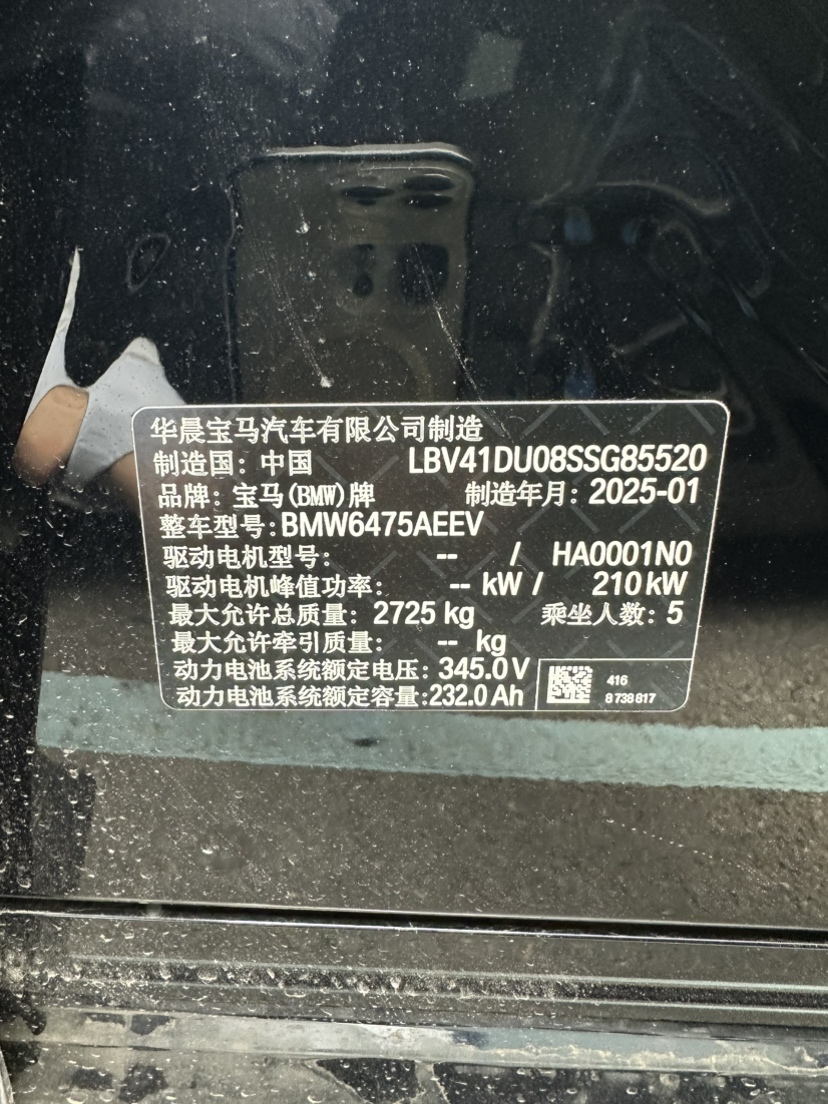 华晨宝马汽车有限公司制造
制造国：中国 LBV41DU08SSG85520
品牌：宝马(BMW)牌 制造年月：2025-01
整车型号:BMW6475AEEV
驱动电机型号： -- / HA0001N0
驱动电机峰值功率： -- kW / 210 kW
最大允许总质量：2725 kg 乘坐人数：5
最大允许牵引质量： -- kg
动力电池系统额定电压：345.0 V
动力电池系统额定容量:232.0 Ah
416
8 738 817